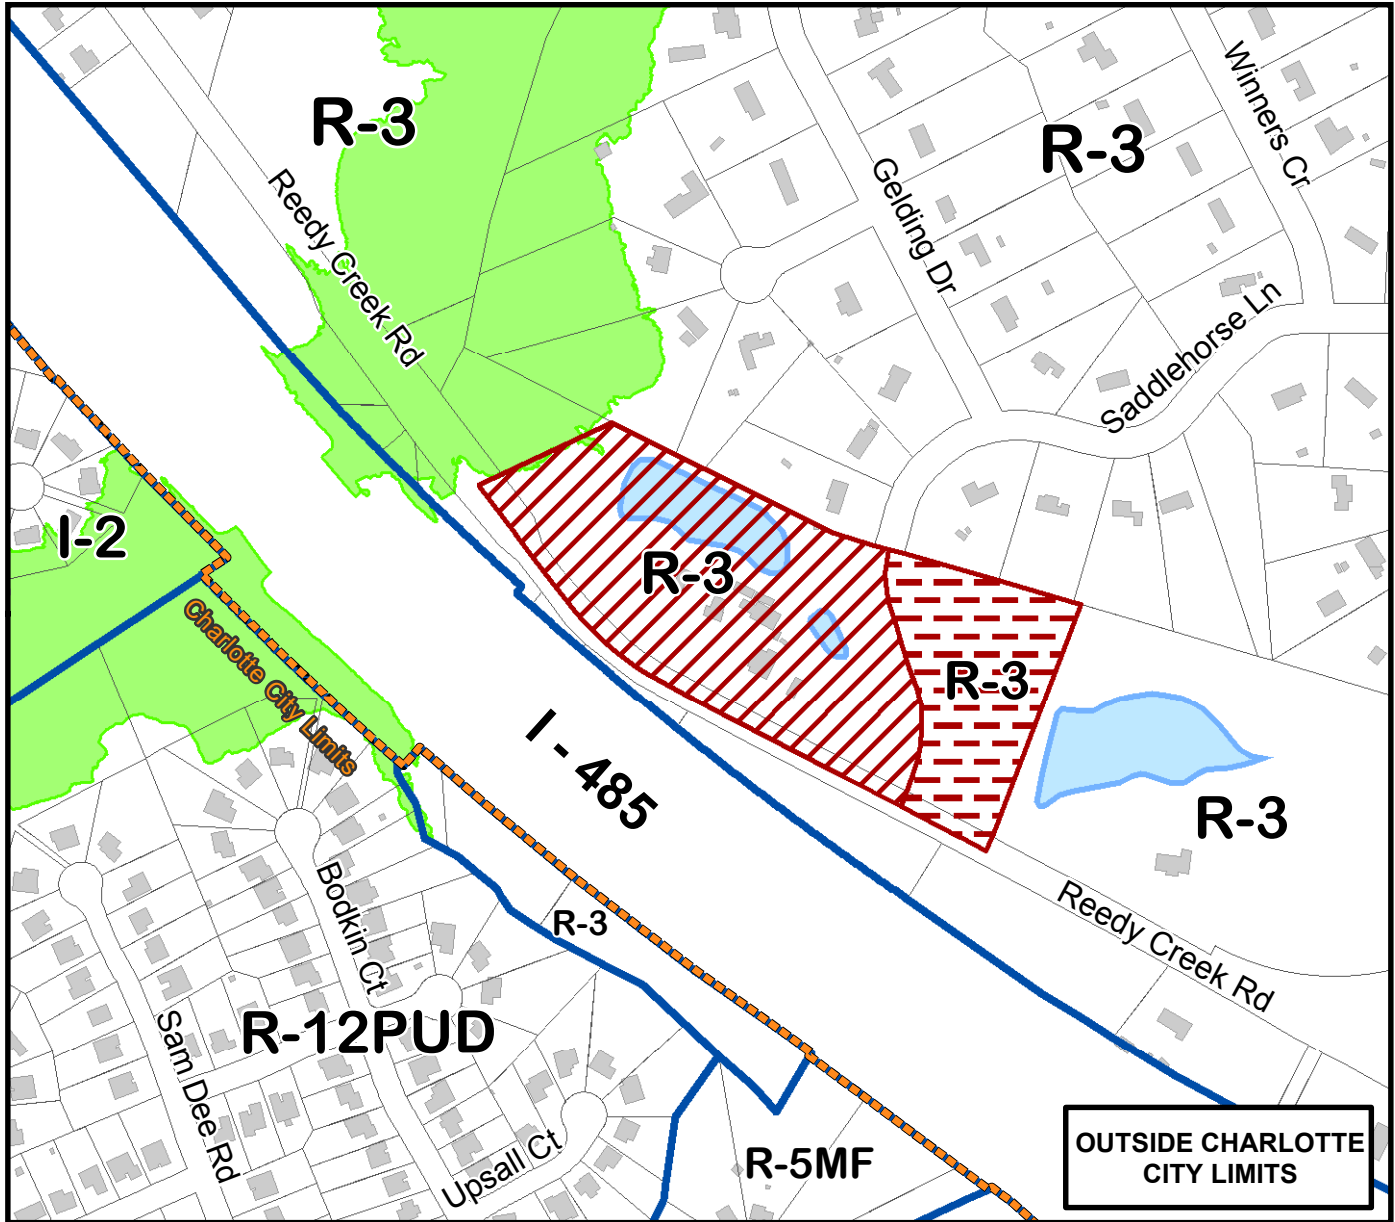 R-3
R-3
Winners Cr
Gelding Dr
Reedy Creek Rd
Saddlehorse Ln
I-2
R-3
Charlotte City Limits
R-3
I - 485
R-3
Bodkin Ct
R-3
Reedy Creek Rd
R-12PUD
Sam Dee Rd
Upsall Ct
R-5MF
OUTSIDE CHARLOTTE
CITY LIMITS